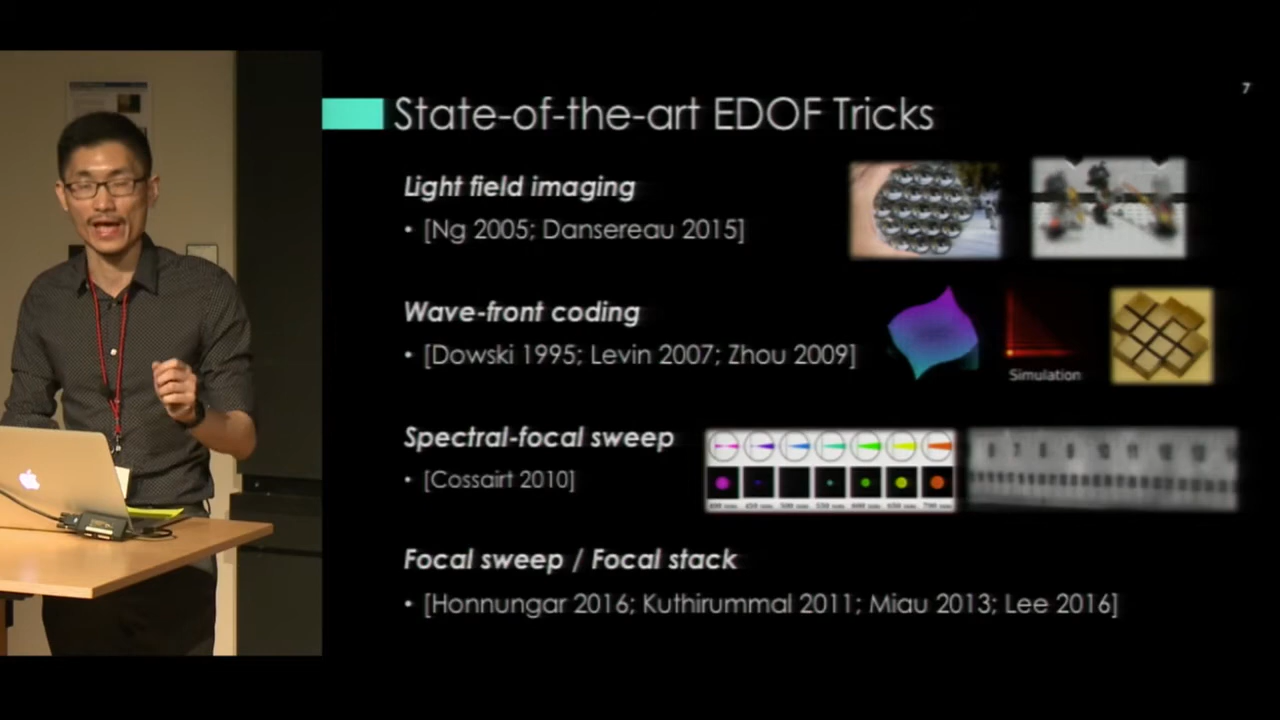 7
State-of-the-art EDOF Tricks
Light field imaging
• [Ng 2005; Dansereau 2015]
Wave-front coding
• [Dowski 1995; Levin 2007; Zhou 2009]
Simulation
Spectral-focal sweep
• [Cossairt 2010]
Focal sweep / Focal stack
• [Honnungar 2016; Kuthirummal 2011; Miau 2013; Lee 2016]